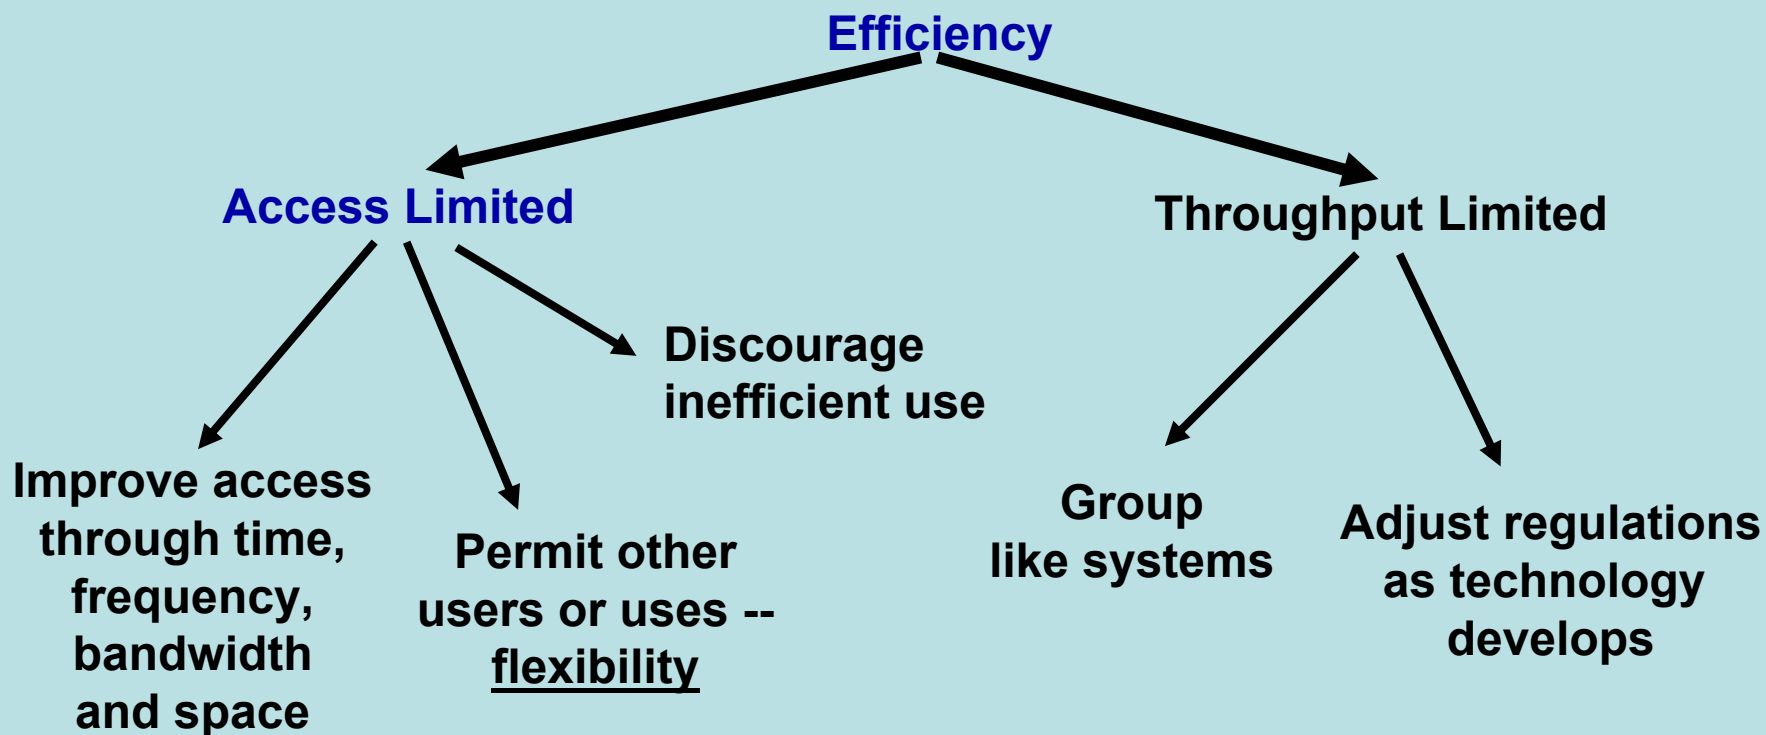 Efficiency
Access Limited
Throughput Limited
Discourage
inefficient use
Improve access
through time,
frequency,
bandwidth
and space
Permit other
users or uses --
flexibility
Group
like systems
Adjust regulations
as technology
develops